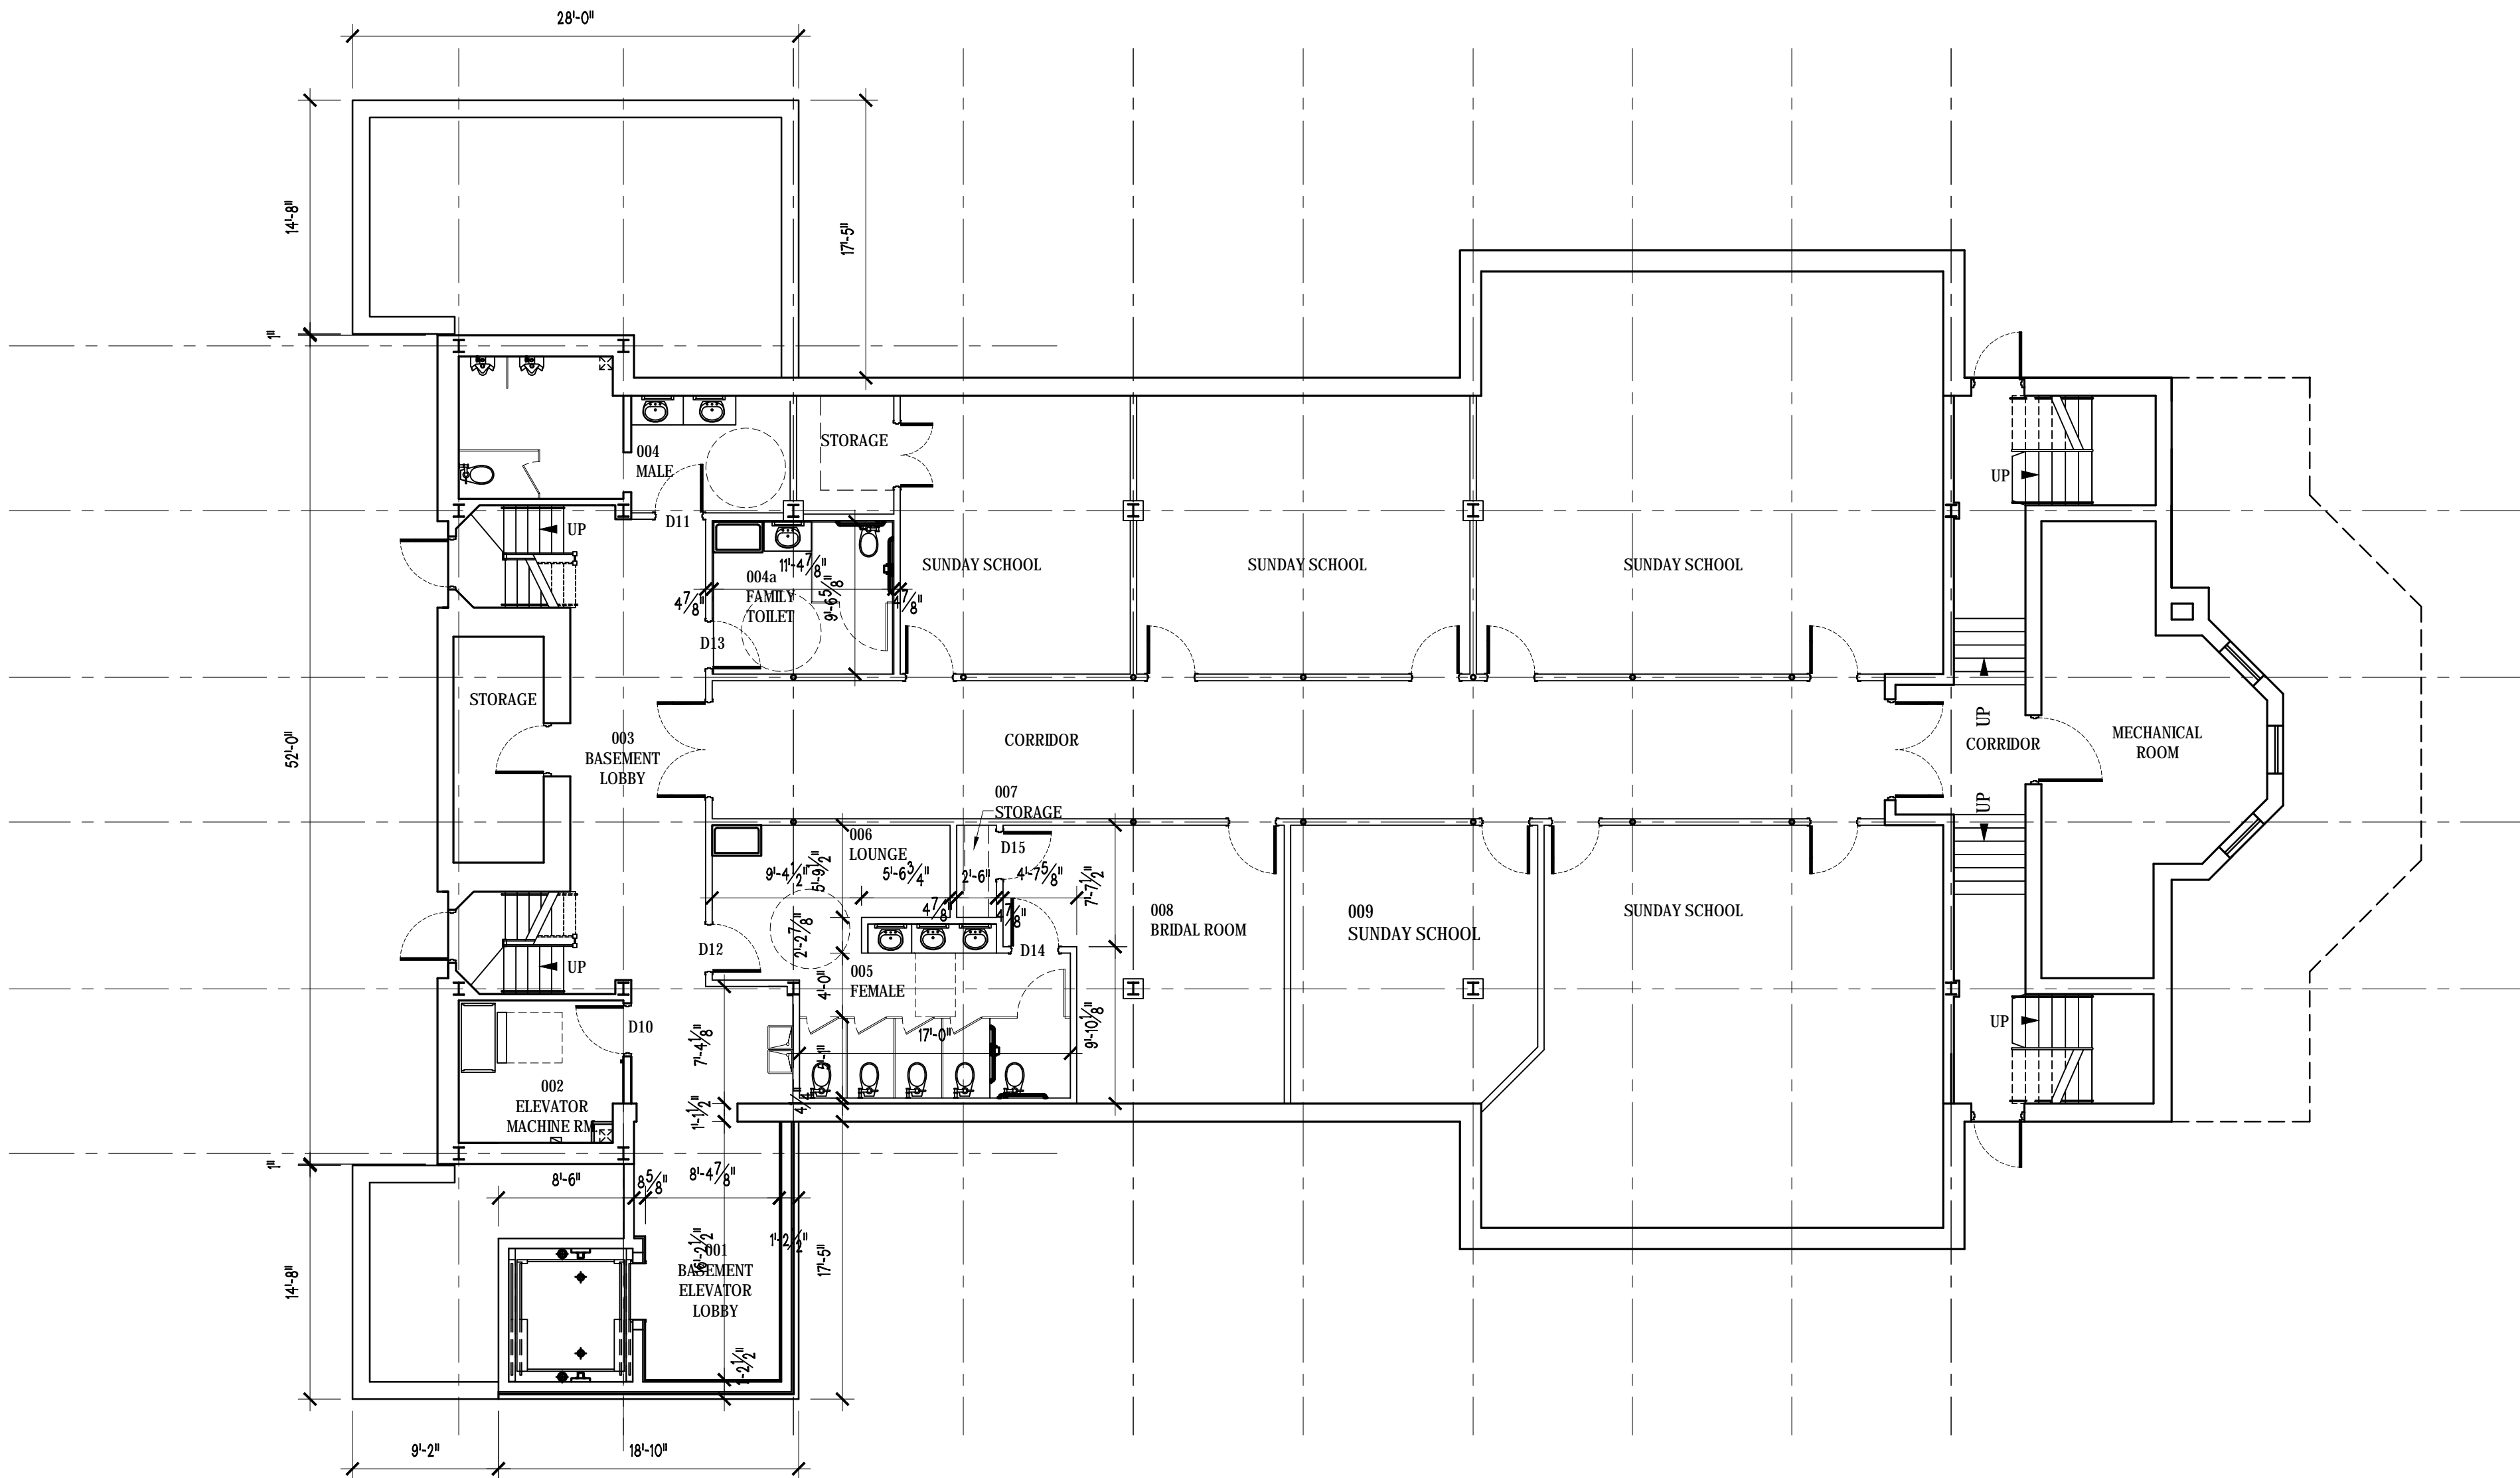 28'-0"
14'-8"
17'-5"
1"
004
MALE
STORAGE
D11
UP
UP
SUNDAY SCHOOL
SUNDAY SCHOOL
SUNDAY SCHOOL
11'-4 7/8"
004a
FAMILY
TOILET
4 7/8"
9'-6 5/8"
4 7/8"
D13
STORAGE
52'-0"
003
BASEMENT
LOBBY
CORRIDOR
UP
CORRIDOR
MECHANICAL
ROOM
007
STORAGE
UP
006
LOUNGE
D15
9'-4 1/2"
5'-9 1/2"
5'-6 3/4"
2'-6"
4'-7 5/8"
7'-7 1/2"
4 7/8"
4 7/8"
008
BRIDAL ROOM
009
SUNDAY SCHOOL
SUNDAY SCHOOL
D12
2'-2 7/8"
D14
UP
005
FEMALE
4'-0"
D10
UP
7'-4 1/8"
17'-0"
9'-10 1/8"
5'-1"
002
ELEVATOR
MACHINE RM.
1'-1 1/2"
1"
8'-6"
8 5/8"
8'-4 7/8"
16'-2 1/2"
1'-2 1/2"
17'-5"
001
BASEMENT
ELEVATOR
LOBBY
14'-8"
1'-2 1/2"
9'-2"
18'-10"